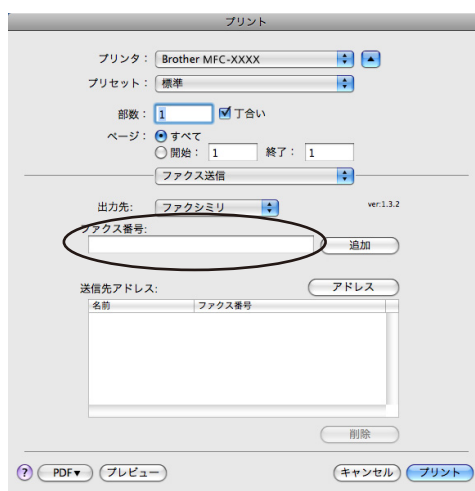 プリント
プリンタ： Brother MFC-XXXX
プリセット： 標準
部数： 1 丁合い
ページ： すべて
開始： 1 終了： 1
ファクス送信
出力先: ファクシミリ ver:1.3.2
ファクス番号:
追加
送信先アドレス: アドレス
名前 ファクス番号
削除
? PDF▼ プレビュー キャンセル プリント